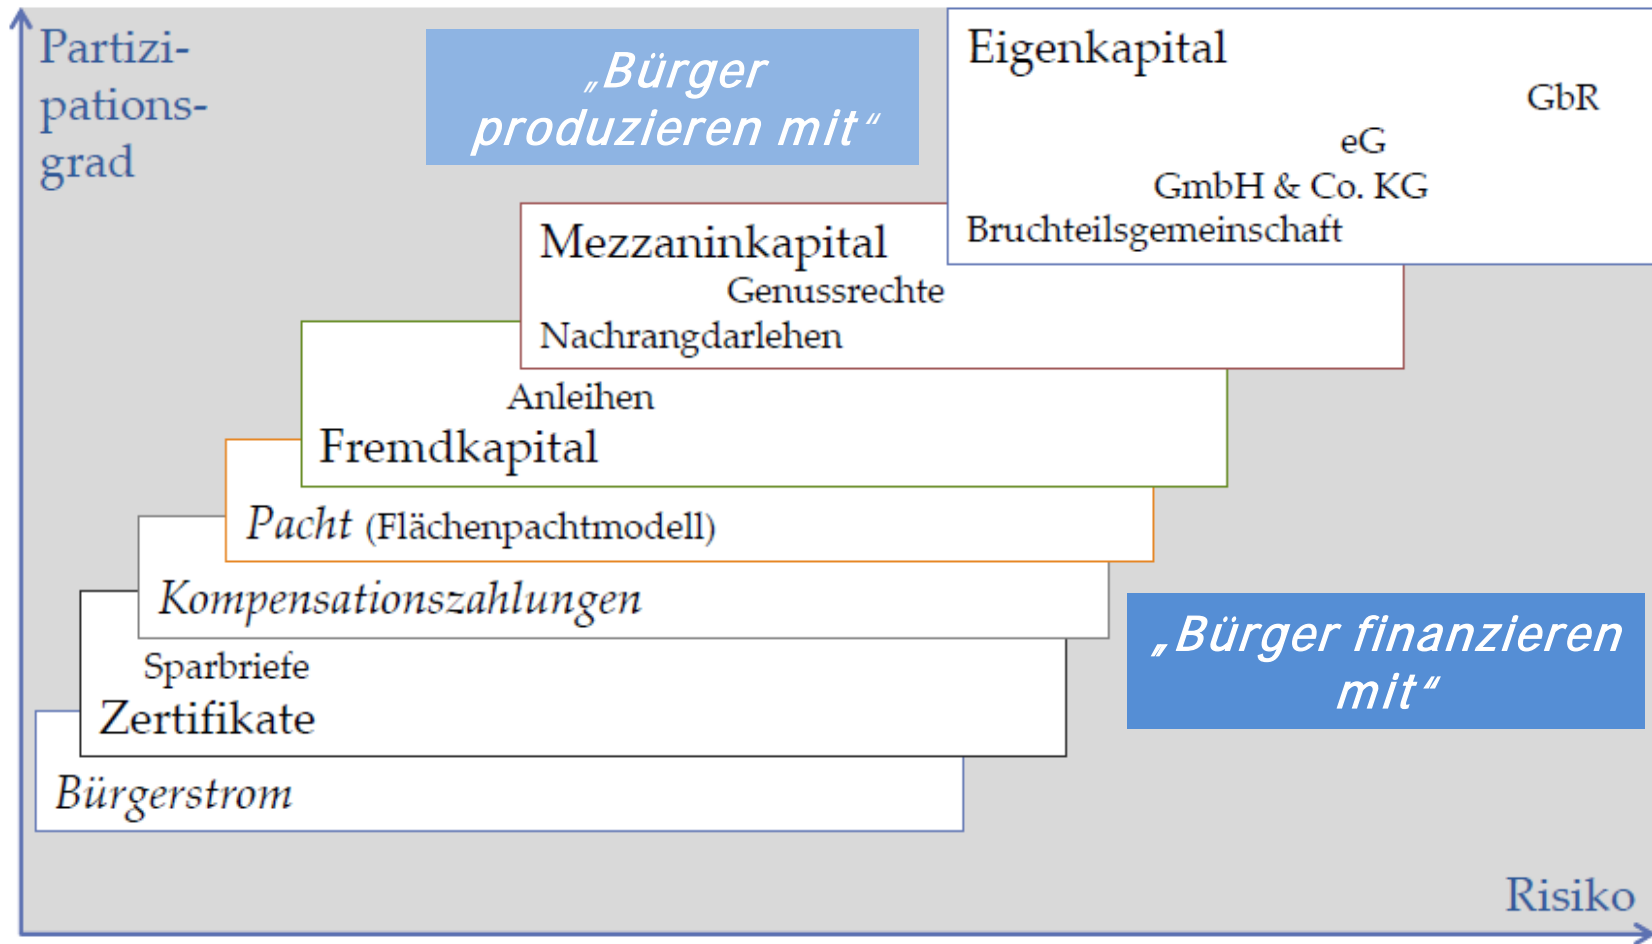 Partizi-
pations-
grad
„Bürger
produzieren mit“
Eigenkapital
GbR
eG
GmbH & Co. KG
Bruchteilsgemeinschaft
Mezzaninkapital
Genussrechte
Nachrangdarlehen
Anleihen
Fremdkapital
Pacht (Flächenpachtmodell)
Kompensationszahlungen
„Bürger finanzieren
mit“
Sparbriefe
Zertifikate
Bürgerstrom
Risiko